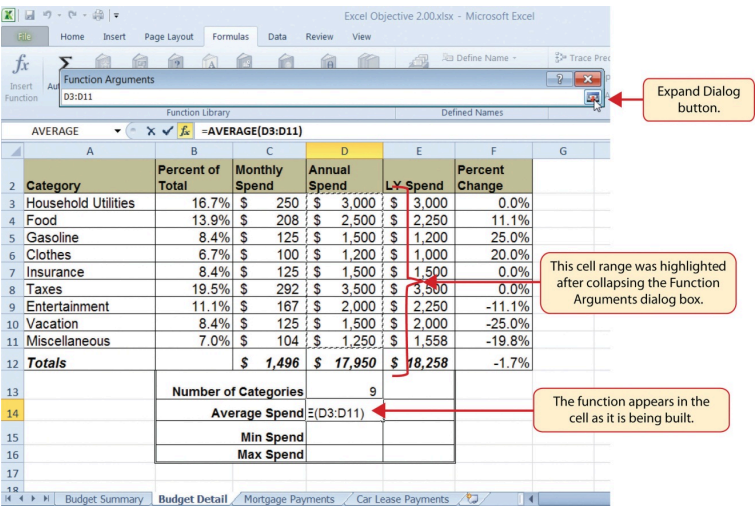 Excel Objective 2.00.xlsx - Microsoft Excel
File Home Insert Page Layout Formulas Data Review View
fx Σ Define Name Trace Prec
Insert Function
Function Arguments
D3:D11
Expand Dialog button.
Function Library Defined Names
AVERAGE fx =AVERAGE(D3:D11)
A B C D E F G
2 Category Percent of Total Monthly Spend Annual Spend LY Spend Percent Change
3 Household Utilities 16.7% $ 250 $ 3,000 $ 3,000 0.0%
4 Food 13.9% $ 208 $ 2,500 $ 2,250 11.1%
5 Gasoline 8.4% $ 125 $ 1,500 $ 1,200 25.0%
6 Clothes 6.7% $ 100 $ 1,200 $ 1,000 20.0%
7 Insurance 8.4% $ 125 $ 1,500 $ 1,500 0.0%
8 Taxes 19.5% $ 292 $ 3,500 $ 3,500 0.0%
9 Entertainment 11.1% $ 167 $ 2,000 $ 2,250 -11.1%
10 Vacation 8.4% $ 125 $ 1,500 $ 2,000 -25.0%
11 Miscellaneous 7.0% $ 104 $ 1,250 $ 1,558 -19.8%
12 Totals $ 1,496 $ 17,950 $ 18,258 -1.7%
This cell range was highlighted
after collapsing the Function
Arguments dialog box.
13 Number of Categories 9
14 Average Spend E(D3:D11)
The function appears in the
cell as it is being built.
15 Min Spend
16 Max Spend
17
18
Budget Summary Budget Detail Mortgage Payments Car Lease Payments